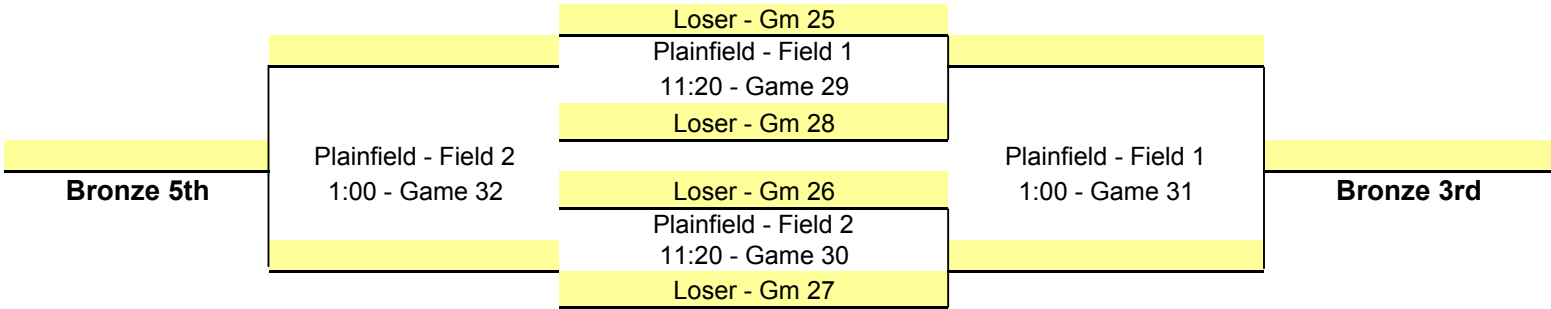 Loser - Gm 25
Plainfield - Field 1
11:20 - Game 29
Loser - Gm 28
Plainfield - Field 2
1:00 - Game 32
Bronze 5th
Plainfield - Field 1
1:00 - Game 31
Bronze 3rd
Loser - Gm 26
Plainfield - Field 2
11:20 - Game 30
Loser - Gm 27